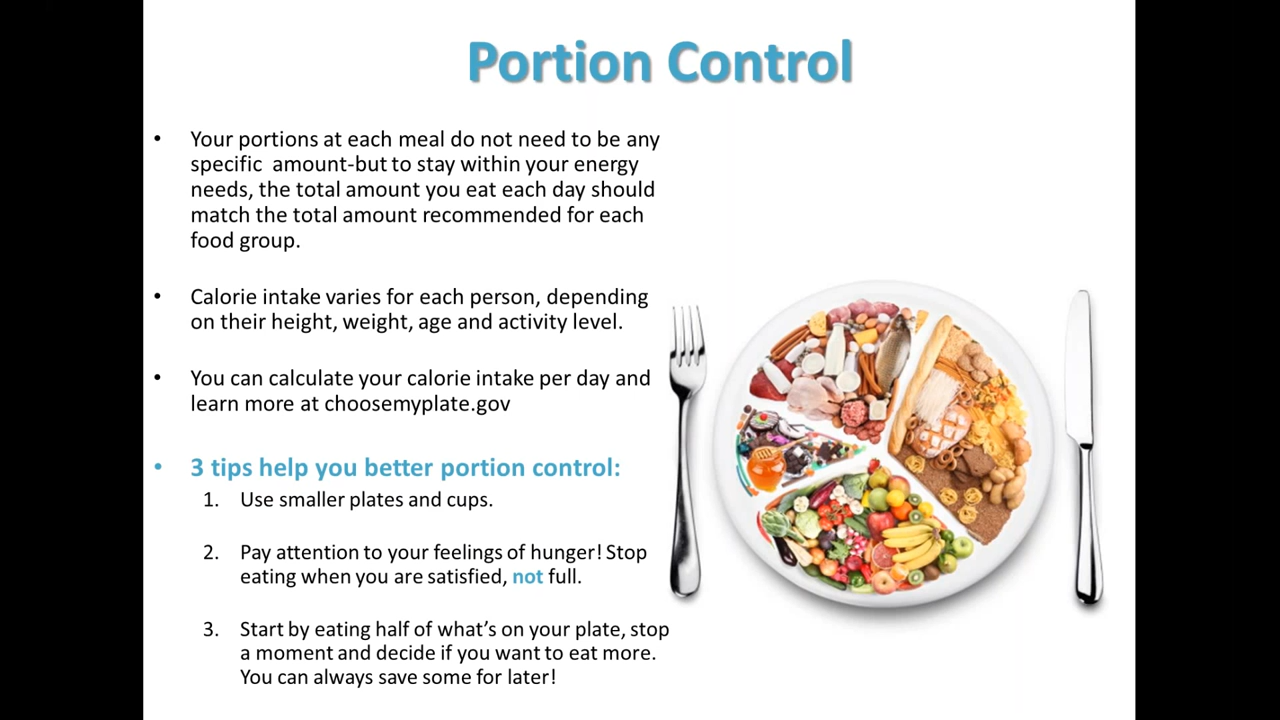 Portion Control
• Your portions at each meal do not need to be any
specific  amount-but to stay within your energy
needs, the total amount you eat each day should
match the total amount recommended for each
food group.
• Calorie intake varies for each person, depending
on their height, weight, age and activity level.
• You can calculate your calorie intake per day and
learn more at choosemyplate.gov
• 3 tips help you better portion control:
1. Use smaller plates and cups.
2. Pay attention to your feelings of hunger! Stop
eating when you are satisfied, not full.
3. Start by eating half of what’s on your plate, stop
a moment and decide if you want to eat more.
You can always save some for later!